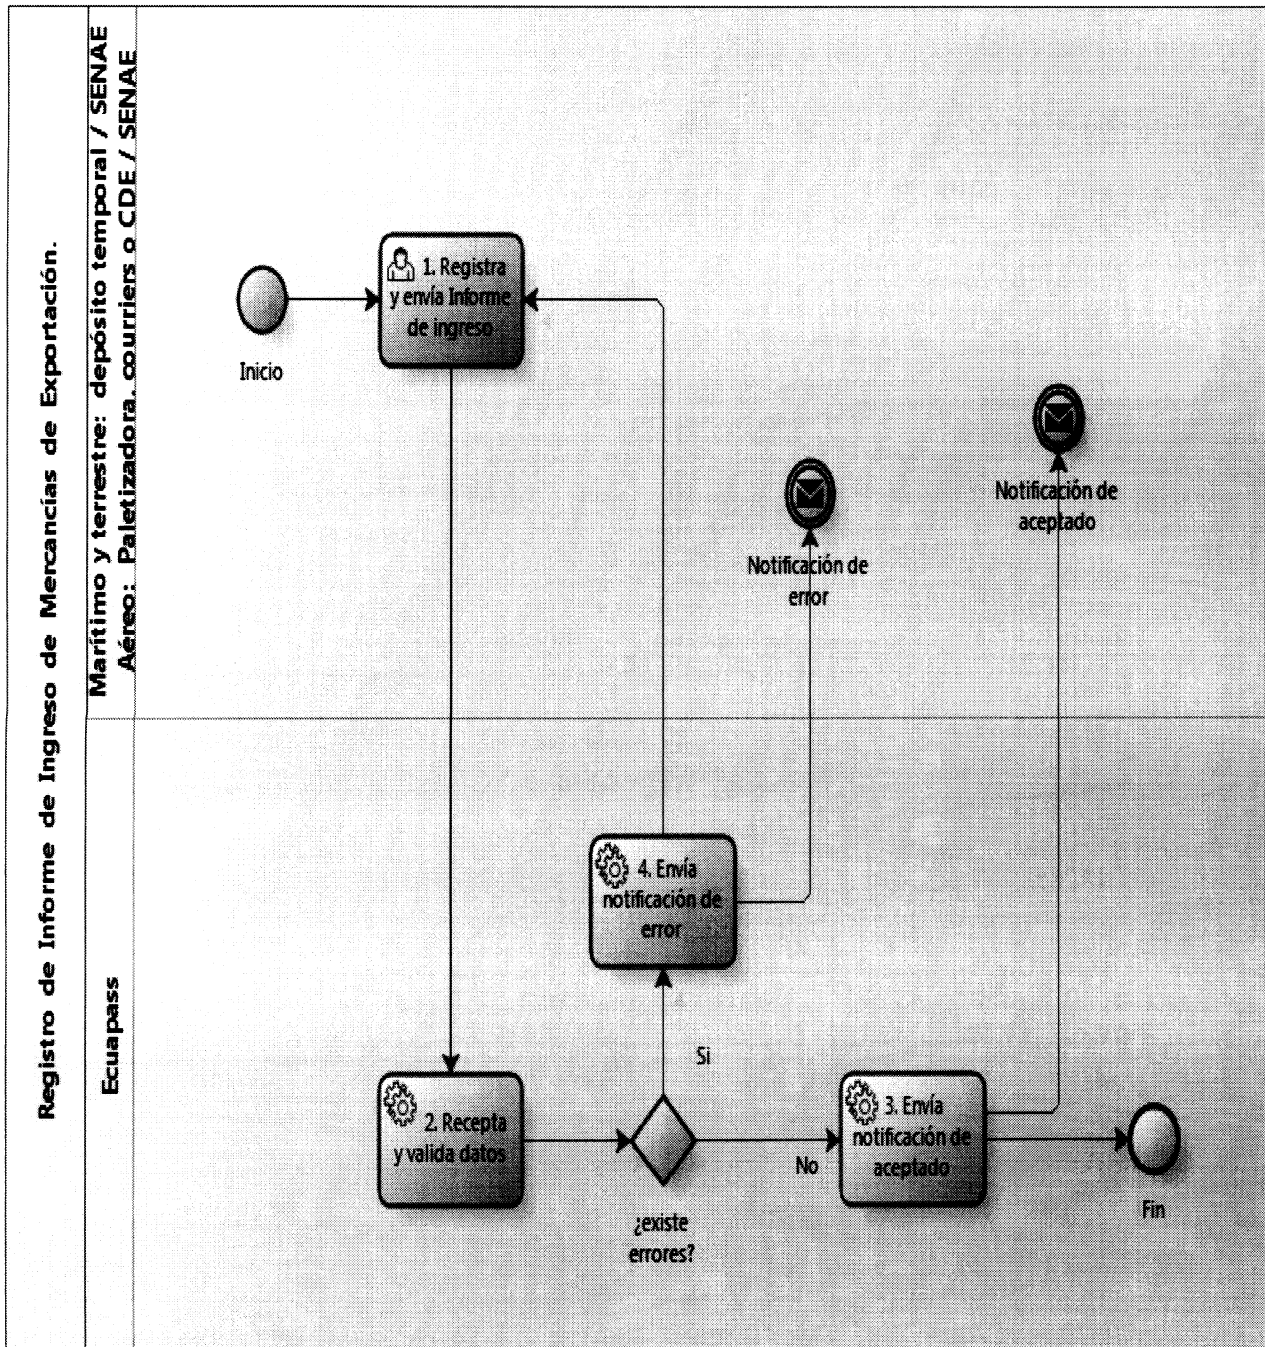 Registro de Informe de Ingreso de Mercancías de Exportación.
Marítimo y terrestre: depósito temporal / SENAE
Aéreo: Paletizadora, courriers o CDE / SENAE
Inicio
1. Registra
y envía Informe
de ingreso
Notificación de
error
Notificación de
aceptado
Ecuapass
2. Recepta
y valida datos
¿existe
errores?
Si
4. Envía
notificación de
error
No
3. Envía
notificación de
aceptado
Fin